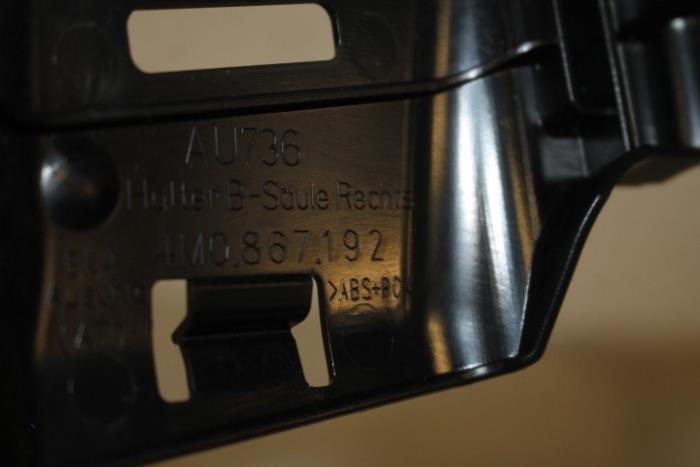 AU736
Halter B-Säule Rechts
4M0.867.192
>ABS+PC<